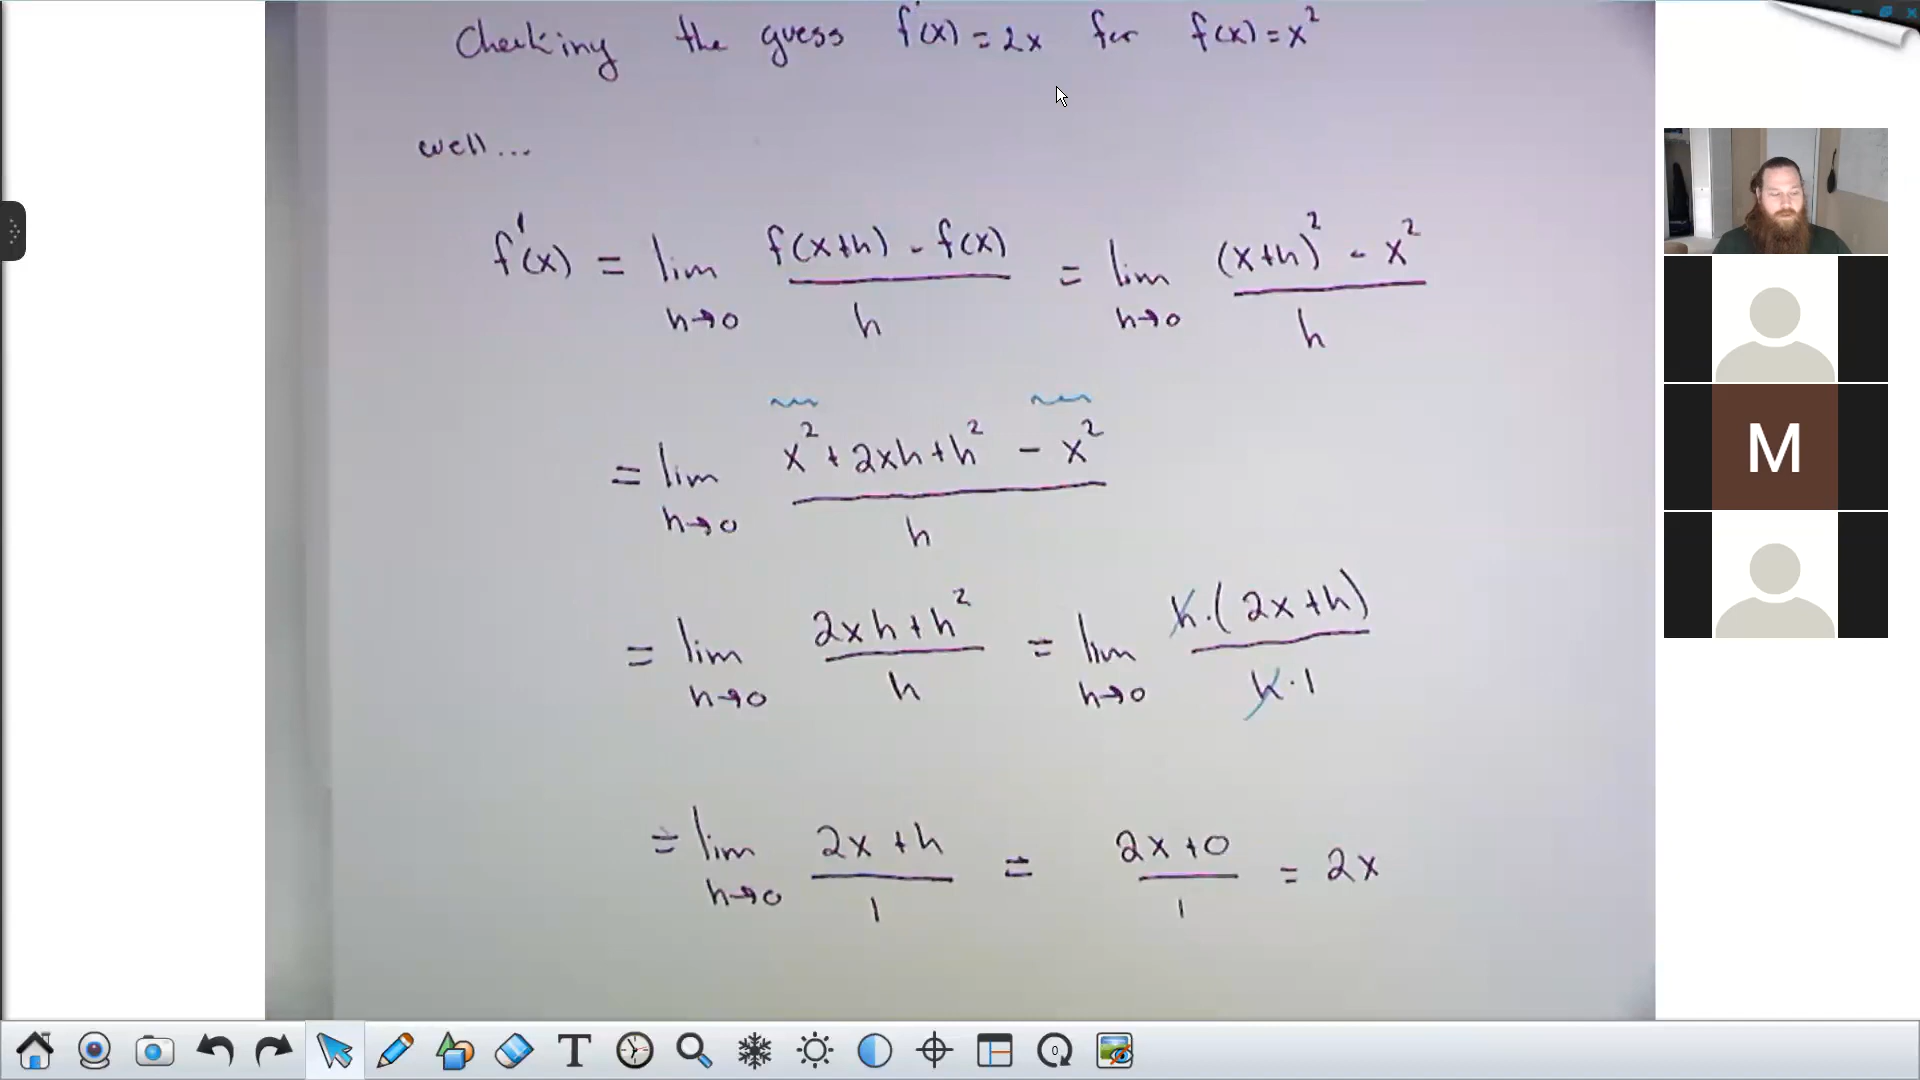 Checking the guess f'(x) = 2x for f(x) = x²
well...
f'(x) = lim h→0 (f(x+h) - f(x))/h = lim h→0 ((x+h)² - x²)/h
= lim h→0 (x² + 2xh + h² - x²)/h
= lim h→0 (2xh + h²)/h = lim h→0 (h·(2x+h))/(h·1)
= lim h→0 (2x + h)/1 = (2x + 0)/1 = 2x
M
T
0